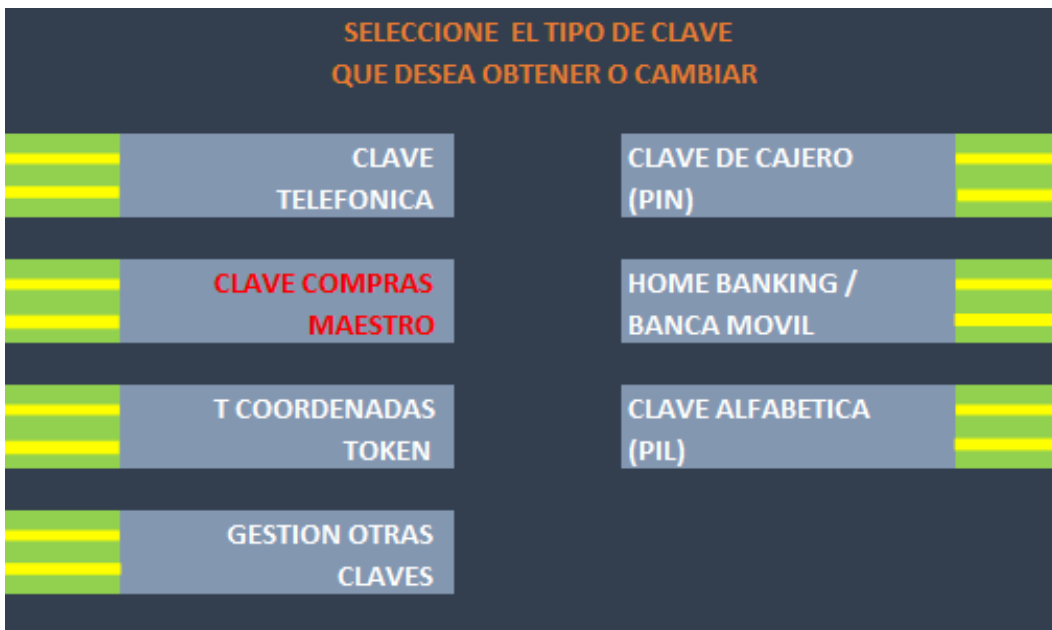 SELECCIONE EL TIPO DE CLAVE
QUE DESEA OBTENER O CAMBIAR
CLAVE
TELEFONICA
CLAVE DE CAJERO
(PIN)
CLAVE COMPRAS
MAESTRO
HOME BANKING /
BANCA MOVIL
T COORDENADAS
TOKEN
CLAVE ALFABETICA
(PIL)
GESTION OTRAS
CLAVES